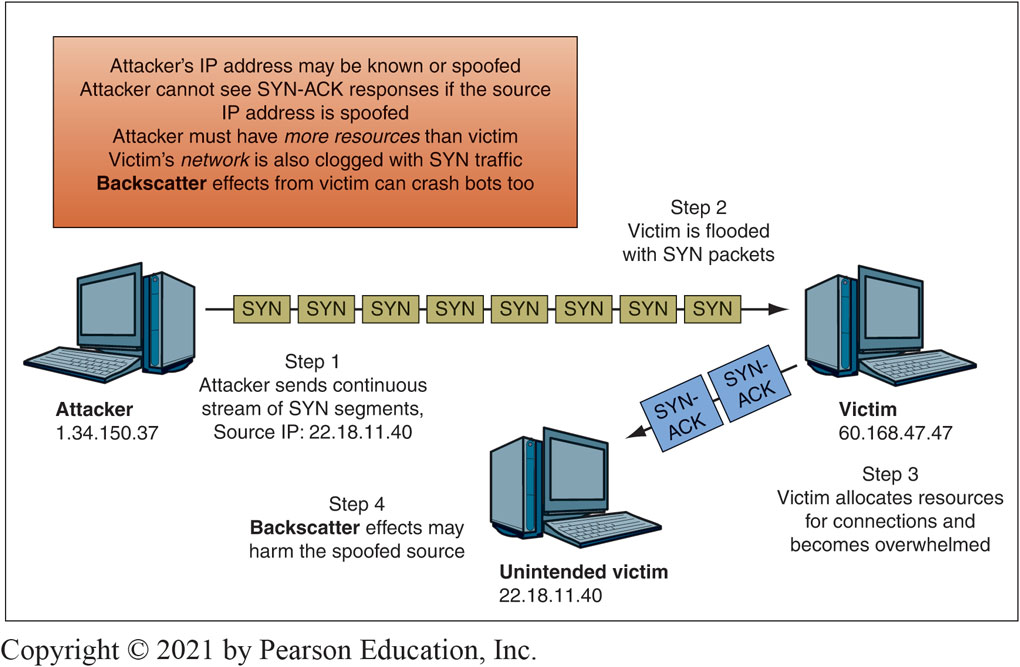 Attacker's IP address may be known or spoofed
Attacker cannot see SYN-ACK responses if the source
IP address is spoofed
Attacker must have more resources than victim
Victim's network is also clogged with SYN traffic
Backscatter effects from victim can crash bots too
Step 2
Victim is flooded
with SYN packets
SYN SYN SYN SYN SYN SYN SYN SYN
Step 1
Attacker sends continuous
stream of SYN segments,
Source IP: 22.18.11.40
Attacker
1.34.150.37
SYN-
ACK
SYN-
ACK
Victim
60.168.47.47
Step 3
Victim allocates resources
for connections and
becomes overwhelmed
Step 4
Backscatter effects may
harm the spoofed source
Unintended victim
22.18.11.40
Copyright © 2021 by Pearson Education, Inc.